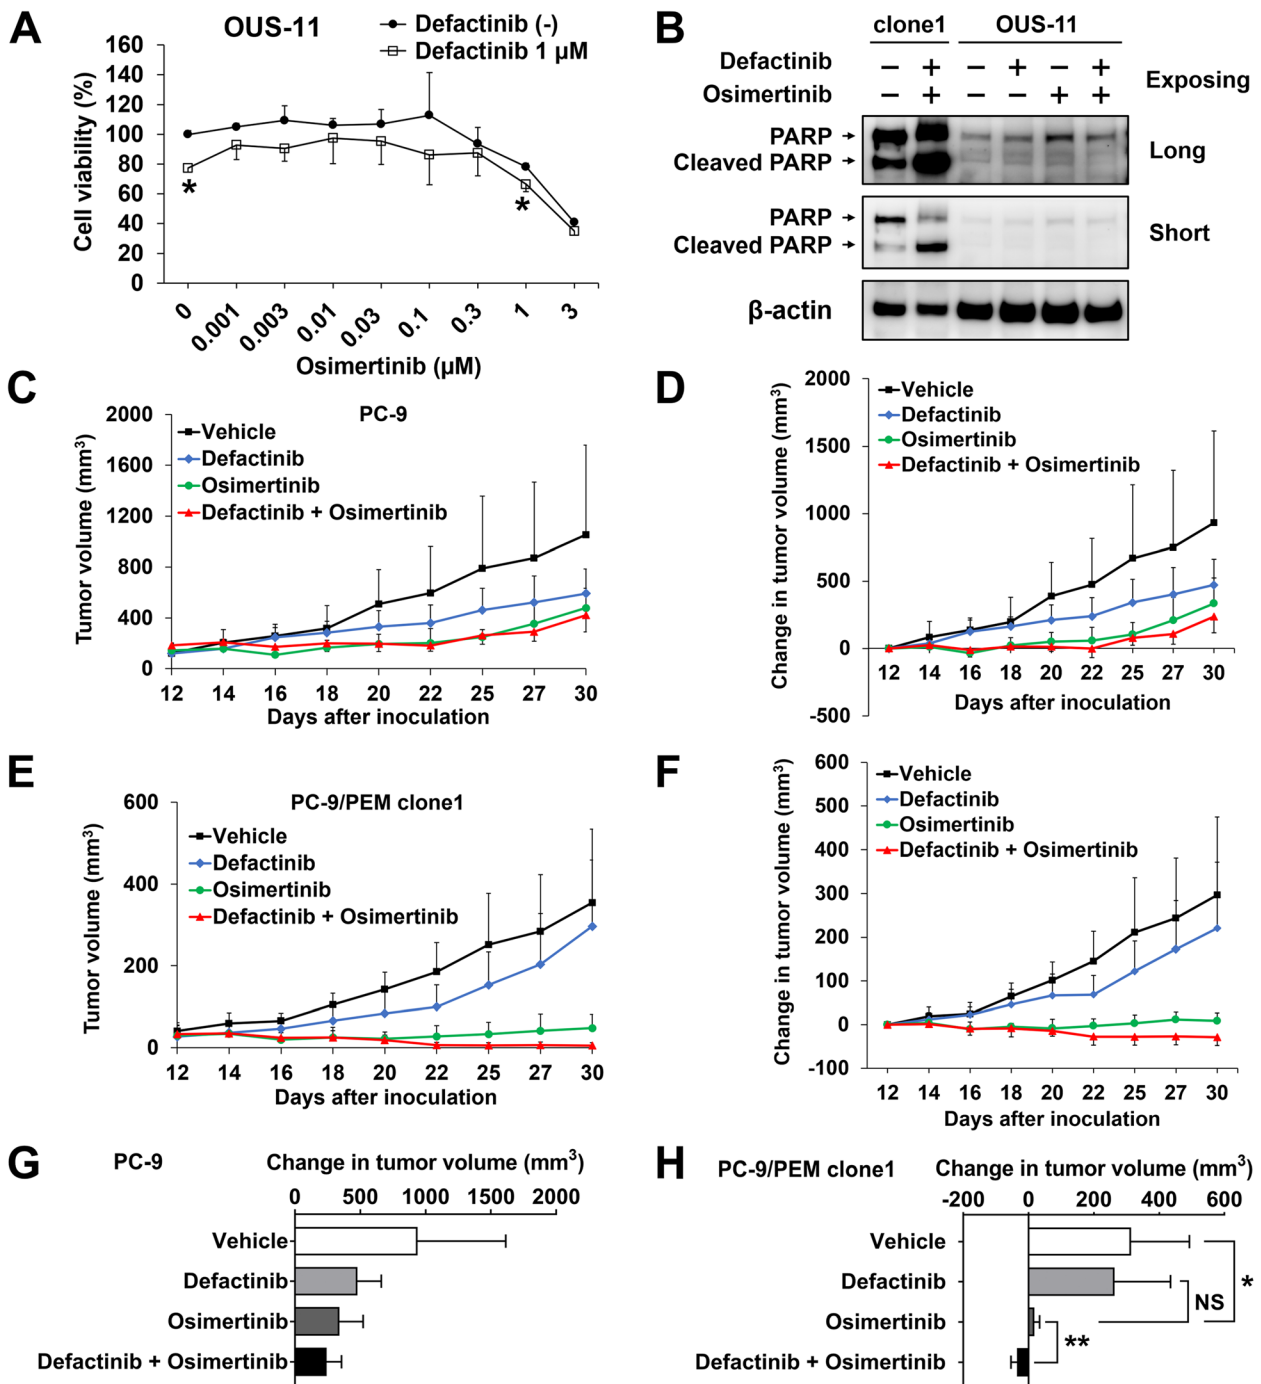 A
OUS-11
Defactinib (-)
Defactinib 1 μM
Cell viability (%)
160
140
120
100
80
60
40
20
0
*
*
0
0.001
0.003
0.01
0.03
0.1
0.3
1
3
Osimertinib (μM)
B
clone1 OUS-11
Defactinib − + − + − +
Osimertinib − + − − + +
Exposing
PARP
Cleaved PARP
Long
PARP
Cleaved PARP
Short
β-actin
C
PC-9
Vehicle
Defactinib
Osimertinib
Defactinib + Osimertinib
Tumor volume (mm³)
2000
1600
1200
800
400
0
12 14 16 18 20 22 25 27 30
Days after inoculation
D
Vehicle
Defactinib
Osimertinib
Defactinib + Osimertinib
Change in tumor volume (mm³)
2000
1500
1000
500
0
-500
12 14 16 18 20 22 25 27 30
Days after inoculation
E
PC-9/PEM clone1
Vehicle
Defactinib
Osimertinib
Defactinib + Osimertinib
Tumor volume (mm³)
600
400
200
0
12 14 16 18 20 22 25 27 30
Days after inoculation
F
Vehicle
Defactinib
Osimertinib
Defactinib + Osimertinib
Change in tumor volume (mm³)
600
500
400
300
200
100
0
-100
12 14 16 18 20 22 25 27 30
Days after inoculation
G
PC-9
Change in tumor volume (mm³)
0 500 1000 1500 2000
Vehicle
Defactinib
Osimertinib
Defactinib + Osimertinib
H
PC-9/PEM clone1
Change in tumor volume (mm³)
-200 0 200 400 600
Vehicle
Defactinib
Osimertinib
Defactinib + Osimertinib
*
NS
**